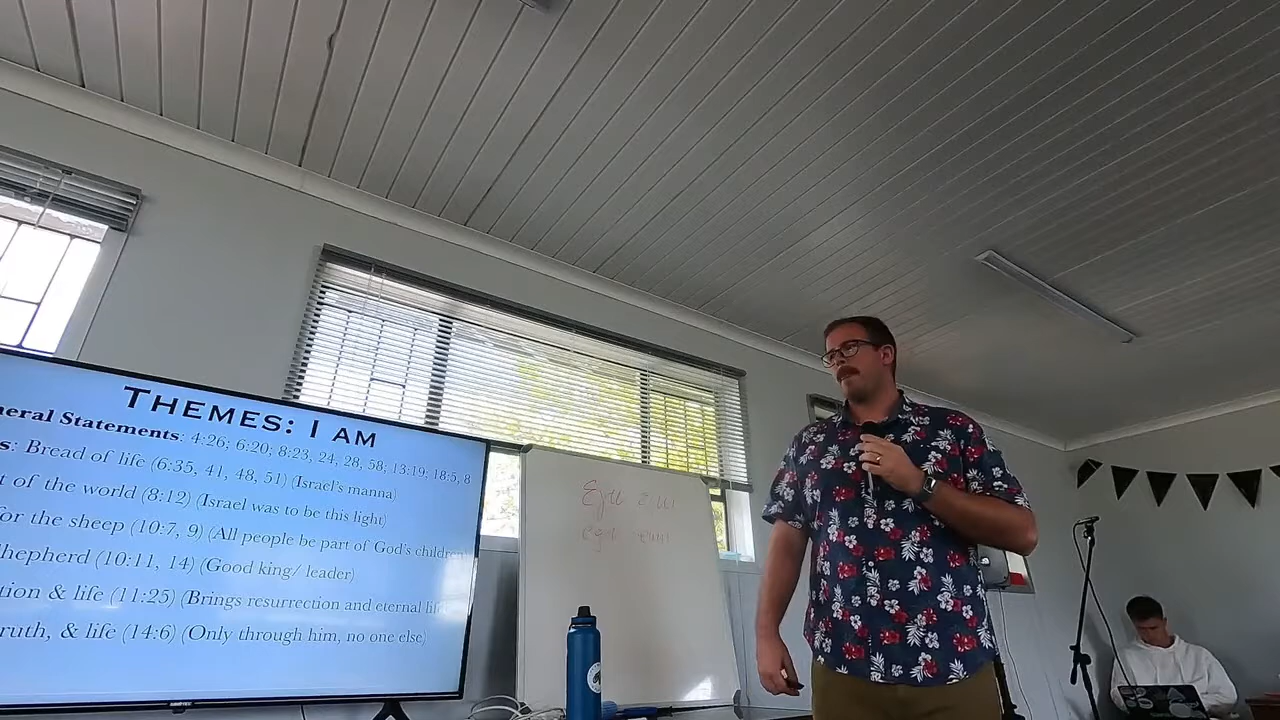 THEMES: I AM
neral Statements: 4:26; 6:20; 8:23, 24, 28, 58; 13:19; 18:5, 8
s: Bread of life (6:35, 41, 48, 51) (Israel's manna)
t of the world (8:12) (Israel was to be this light)
for the sheep (10:7, 9) (All people be part of God's children
hepherd (10:11, 14) (Good king/ leader)
tion & life (11:25) (Brings resurrection and eternal lif
ruth, & life (14:6) (Only through him, no one else)